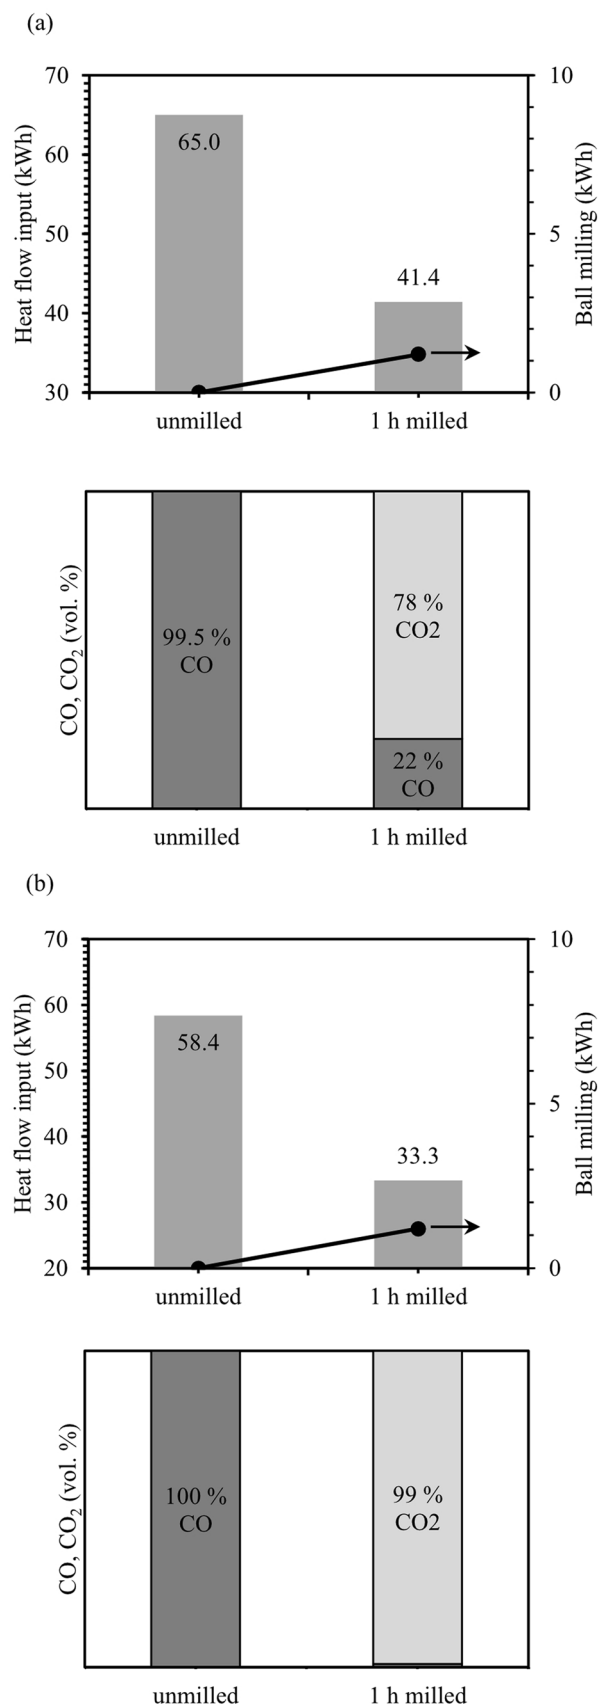 (a)
70
60
50
40
30
Heat flow input (kWh)
65.0
41.4
10
5
0
Ball milling (kWh)
unmilled
1 h milled
CO, CO2 (vol. %)
99.5 %
CO
78 %
CO2
22 %
CO
unmilled
1 h milled
(b)
70
60
50
40
30
20
Heat flow input (kWh)
58.4
33.3
10
5
0
Ball milling (kWh)
unmilled
1 h milled
CO, CO2 (vol. %)
100 %
CO
99 %
CO2
unmilled
1 h milled